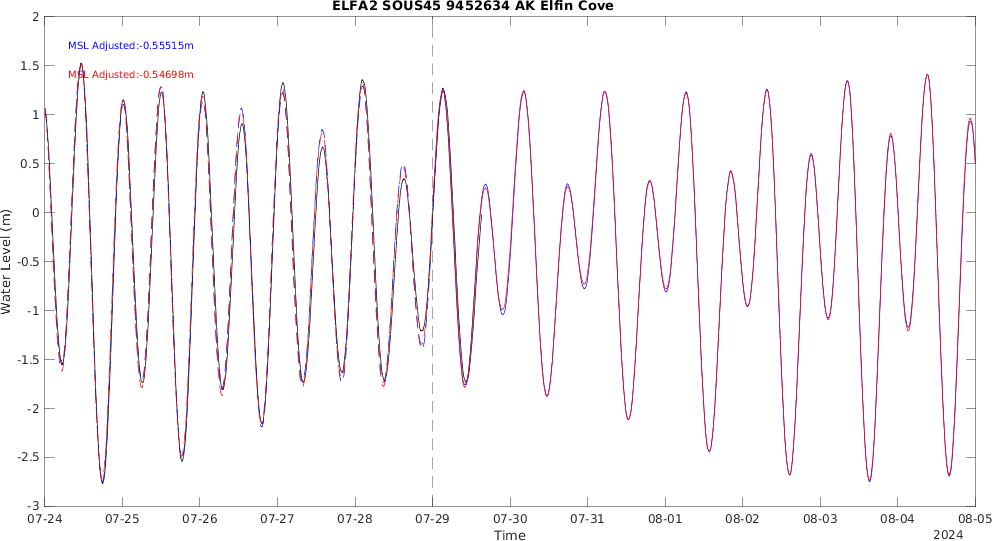 ELFA2 SOUS45 9452634 AK Elfin Cove
MSL Adjusted:-0.55515m
MSL Adjusted:-0.54698m
Water Level (m)
2
1.5
1
0.5
0
-0.5
-1
-1.5
-2
-2.5
-3
07-24 07-25 07-26 07-27 07-28 07-29 07-30 07-31 08-01 08-02 08-03 08-04 08-05
Time
2024